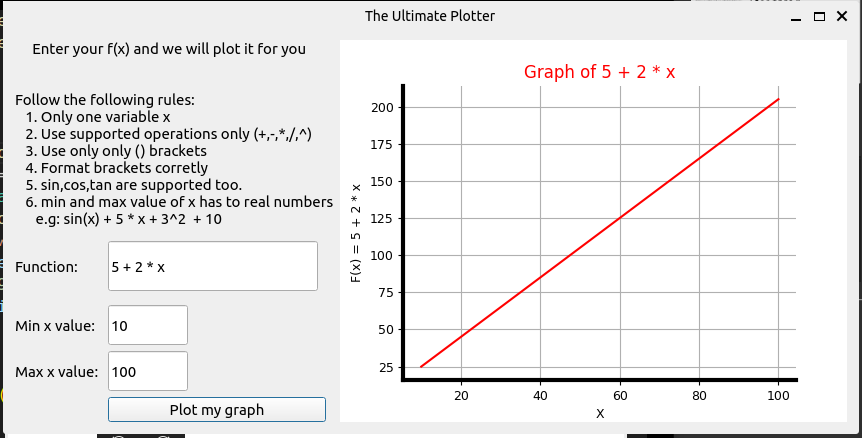 The Ultimate Plotter
Enter your f(x) and we will plot it for you
Follow the following rules:
1. Only one variable x
2. Use supported operations only (+,-,*,/,^)
3. Use only only () brackets
4. Format brackets corretly
5. sin,cos,tan are supported too.
6. min and max value of x has to real numbers
e.g: sin(x) + 5 * x + 3^2 + 10
Function:
5 + 2 * x
Min x value:
10
Max x value:
100
Plot my graph
Graph of 5 + 2 * x
F(x) = 5 + 2 * x
200
175
150
125
100
75
50
25
20
40
60
80
100
X